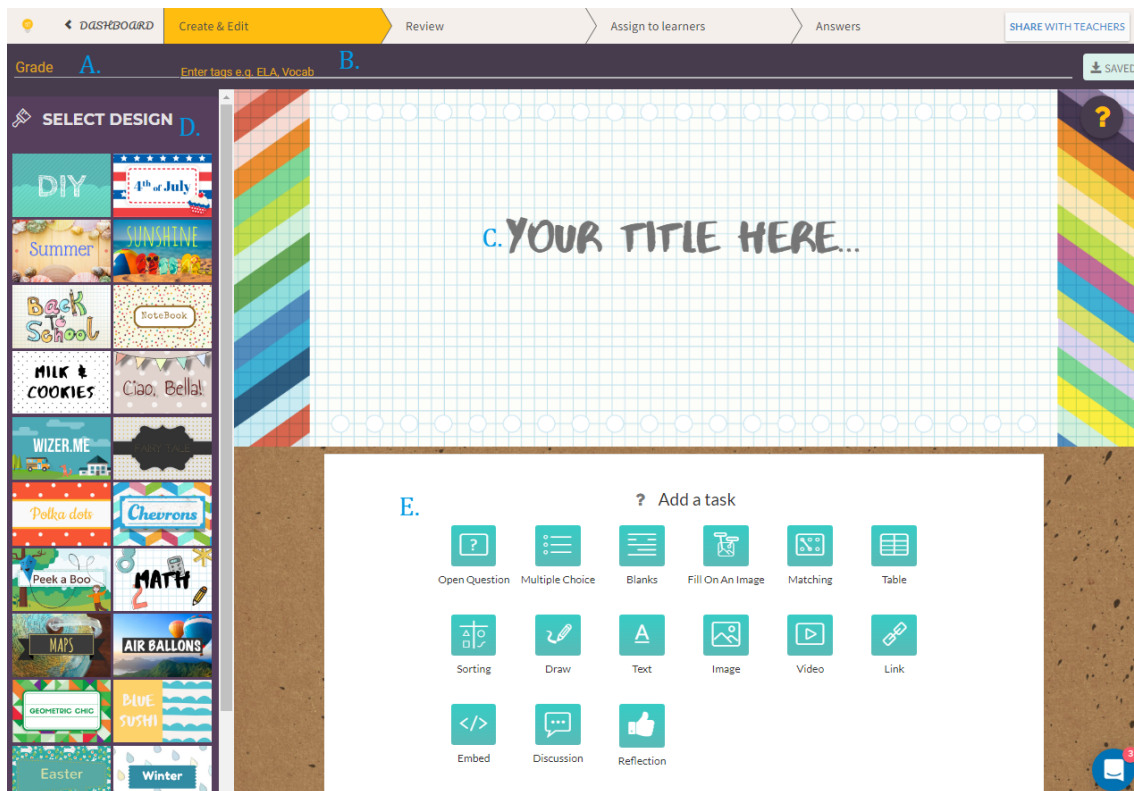 DASHBOARD Create & Edit Review Assign to learners Answers SHARE WITH TEACHERS
Grade A. Enter tags e.g. ELA, Vocab B. SAVED
SELECT DESIGN D.
?
DIY 4th of July
Summer SUNSHINE
Back To School NoteBook
MILK & COOKIES Ciao, Bella!
WIZER.ME FAIRY TALE
Polka dots Chevrons
Peek a Boo MATH
MAPS AIR BALLONS
GEOMETRIC CHIC BLUE SUSHI
Easter Winter
C. YOUR TITLE HERE...
E. ? Add a task
Open Question Multiple Choice Blanks Fill On An Image Matching Table
Sorting Draw Text Image Video Link
Embed Discussion Reflection
3